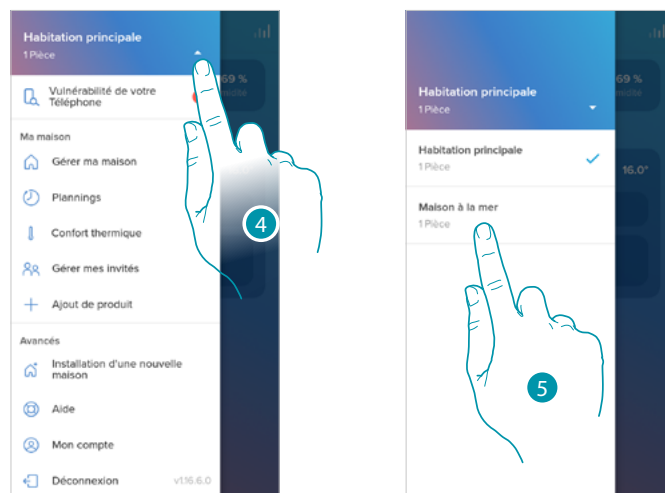 Habitation principale
1 Pièce
69 %
Vulnérabilité de votre
Téléphone
Ma maison
Gérer ma maison
Plannings
Confort thermique
4
Gérer mes invités
Ajout de produit
Avancés
Installation d'une nouvelle
maison
Aide
Mon compte
Déconnexion v1.16.6.0
69 %
Habitation principale
1 Pièce
Habitation principale
1 Pièce
16.0°
Maison à la mer
1 Pièce
5